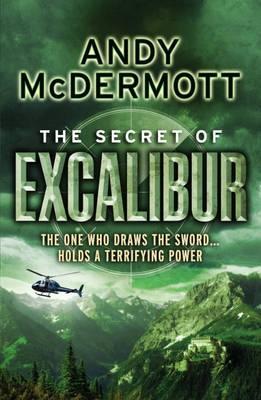 ANDY
McDERMOTT
THE SECRET OF
EXCALIBUR
THE ONE WHO DRAWS THE SWORD...
HOLDS A TERRIFYING POWER